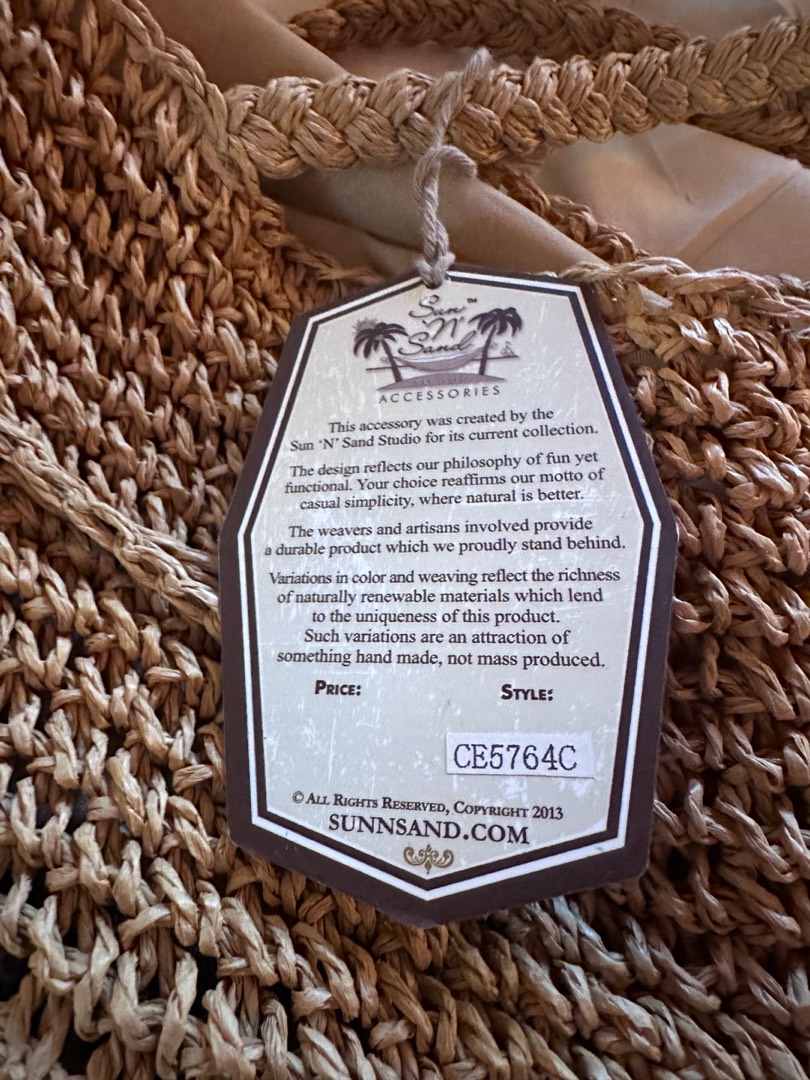 Sun ™
'N'
Sand
ACCESSORIES
This accessory was created by the
Sun 'N' Sand Studio for its current collection.
The design reflects our philosophy of fun yet
functional. Your choice reaffirms our motto of
casual simplicity, where natural is better.
The weavers and artisans involved provide
a durable product which we proudly stand behind.
Variations in color and weaving reflect the richness
of naturally renewable materials which lend
to the uniqueness of this product.
Such variations are an attraction of
something hand made, not mass produced.
PRICE: STYLE:
CE5764C
© ALL RIGHTS RESERVED, COPYRIGHT 2013
SUNNSAND.COM